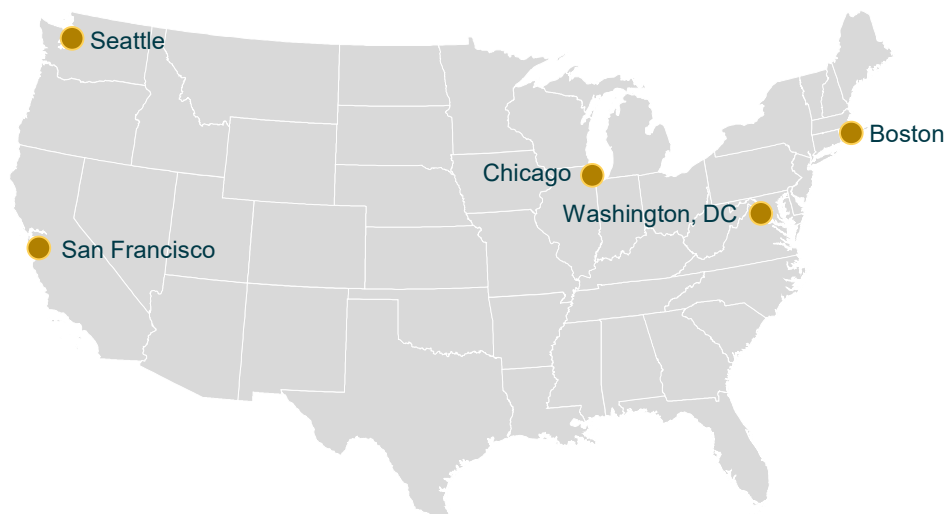 Seattle
Boston
Chicago
Washington, DC
San Francisco